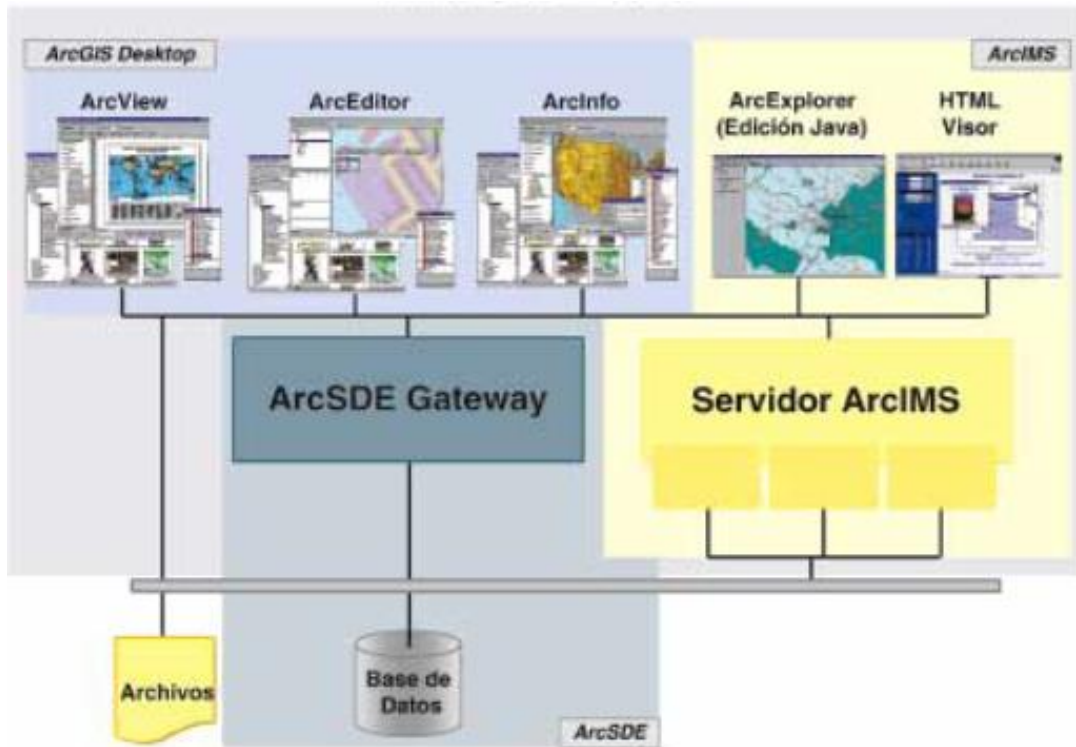 ArcGIS Desktop
ArcIMS
ArcView
ArcEditor
ArcInfo
ArcExplorer
(Edición Java)
HTML
Visor
ArcSDE Gateway
Servidor ArcIMS
Archivos
Base de
Datos
ArcSDE